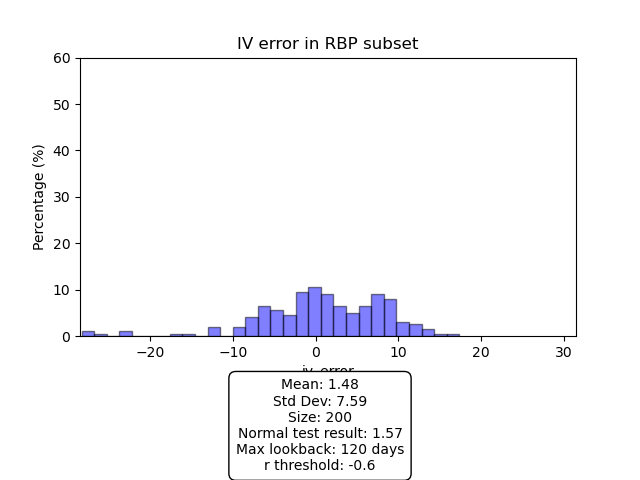 IV error in RBP subset
60
50
40
30
20
10
0
Percentage (%)
−20
−10
0
10
20
30
iv_error
Mean: 1.48
Std Dev: 7.59
Size: 200
Normal test result: 1.57
Max lookback: 120 days
r threshold: -0.6